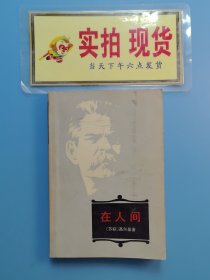 实拍 现货
当天下午六点发货
在人间
〔苏联〕高尔基著